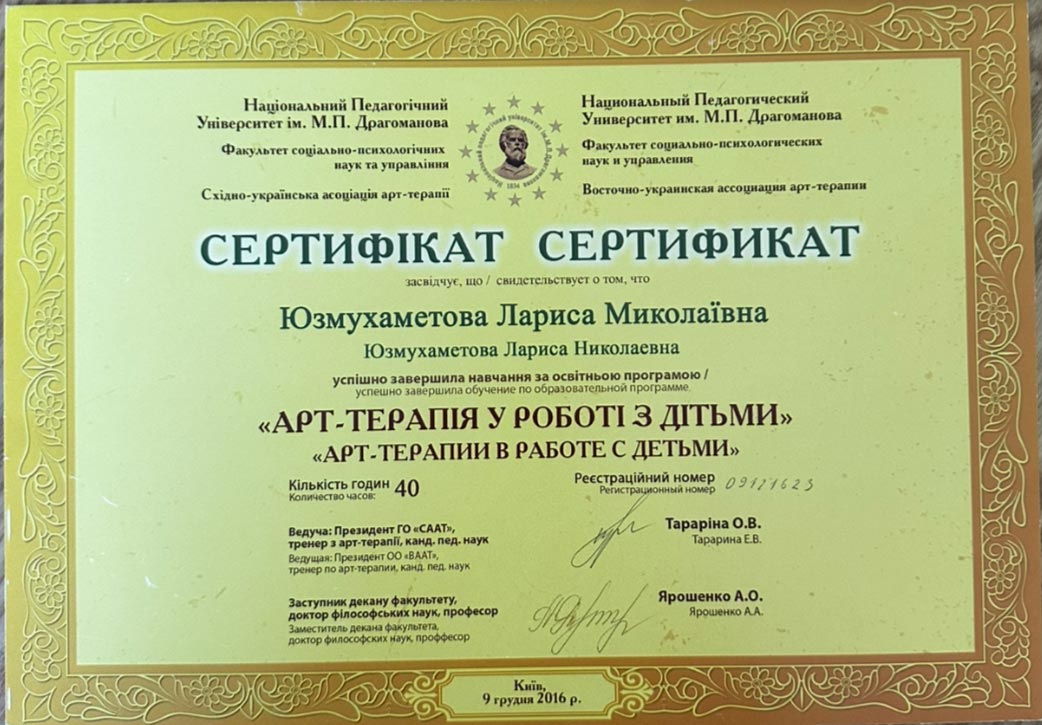 Національний Педагогічний
Університет ім. М.П. Драгоманова
Факультет соціально-психологічних
наук та управління
Східно-українська асоціація арт-терапії
Национальный Педагогический
Университет им. М.П. Драгоманова
Факультет социально-психологических
наук и управления
Восточно-украинская ассоциация арт-терапии
1834
СЕРТИФІКАТ СЕРТИФИКАТ
засвідчує, що / свидетельствует о том, что
Юзмухаметова Лариса Миколаївна
Юзмухаметова Лариса Николаевна
успішно завершила навчання за освітньою програмою /
успешно завершила обучение по образовательной программе
«АРТ-ТЕРАПІЯ У РОБОТІ З ДІТЬМИ»
«АРТ-ТЕРАПИИ В РАБОТЕ С ДЕТЬМИ»
Кількість годин 40
Количество часов:
Реєстраційний номер 09121623
Регистрационный номер
Ведуча: Президент ГО «СААТ»,
тренер з арт-терапії, канд. пед. наук
Ведущая: Президент ОО «ВААТ»,
тренер по арт-терапии, канд. пед. наук
Тараріна О.В.
Тарарина Е.В.
Заступник декану факультету,
доктор філософських наук, професор
Заместитель декана факультета,
доктор философских наук, проффесор
Ярошенко А.О.
Ярошенко А.А.
Київ,
9 грудня 2016 р.